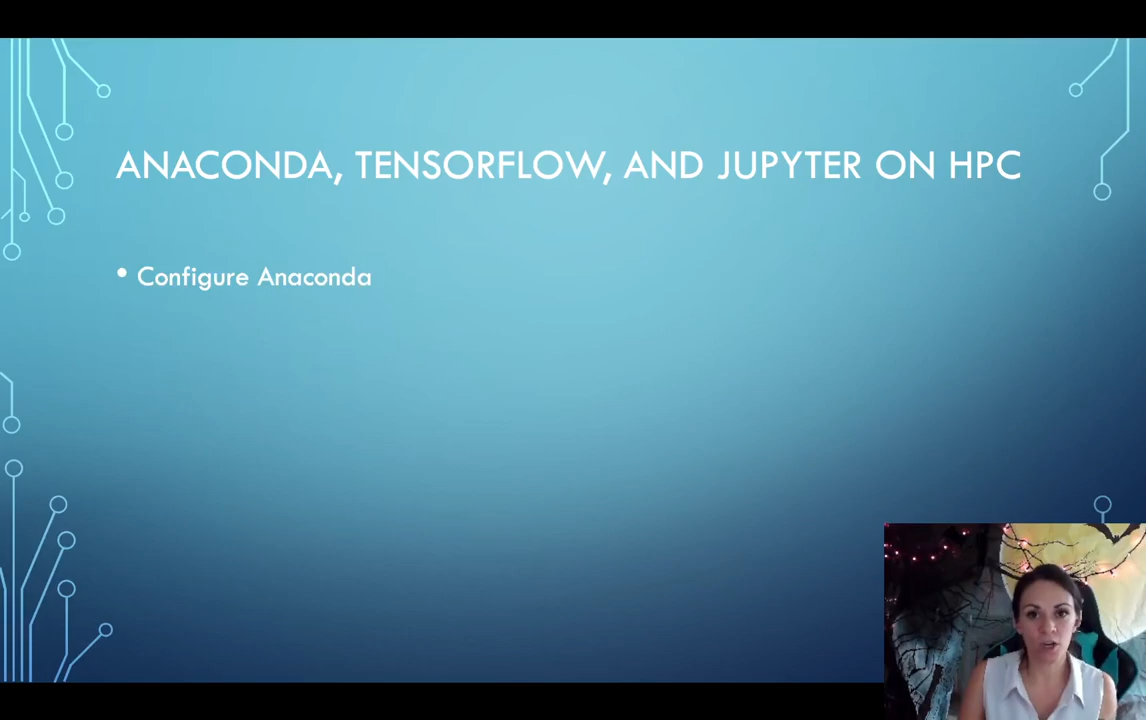 ANACONDA, TENSORFLOW, AND JUPYTER ON HPC
• Configure Anaconda